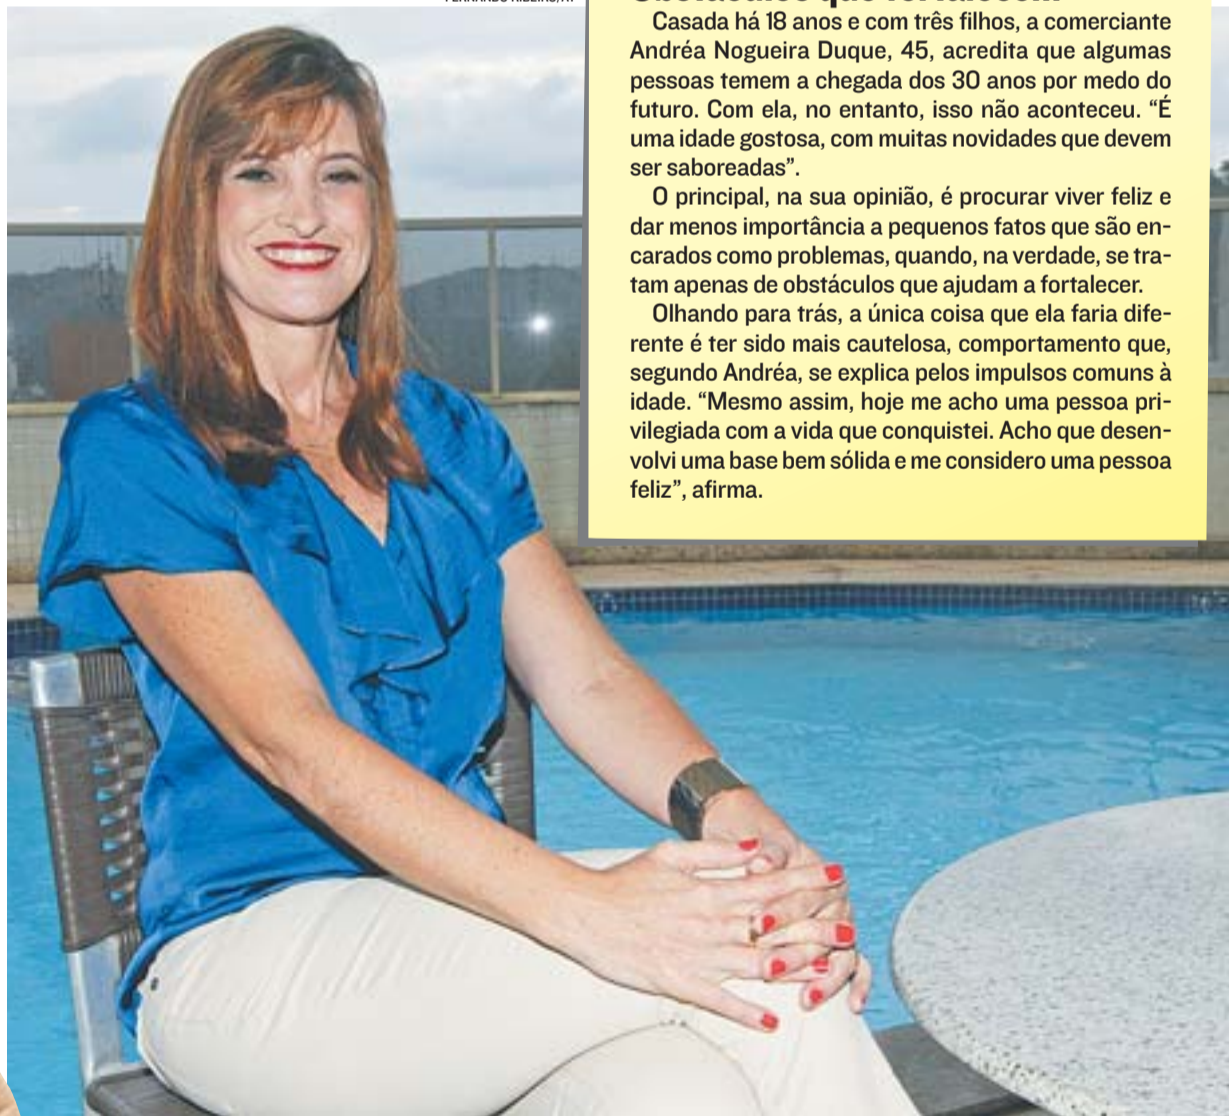 Casada há 18 anos e com três filhos, a comerciante
Andréa Nogueira Duque, 45, acredita que algumas
pessoas temem a chegada dos 30 anos por medo do
futuro. Com ela, no entanto, isso não aconteceu. “É
uma idade gostosa, com muitas novidades que devem
ser saboreadas”.
O principal, na sua opinião, é procurar viver feliz e
dar menos importância a pequenos fatos que são en-
carados como problemas, quando, na verdade, se tra-
tam apenas de obstáculos que ajudam a fortalecer.
Olhando para trás, a única coisa que ela faria dife-
rente é ter sido mais cautelosa, comportamento que,
segundo Andréa, se explica pelos impulsos comuns à
idade. “Mesmo assim, hoje me acho uma pessoa pri-
vilegiada com a vida que conquistei. Acho que desen-
volvi uma base bem sólida e me considero uma pessoa
feliz”, afirma.